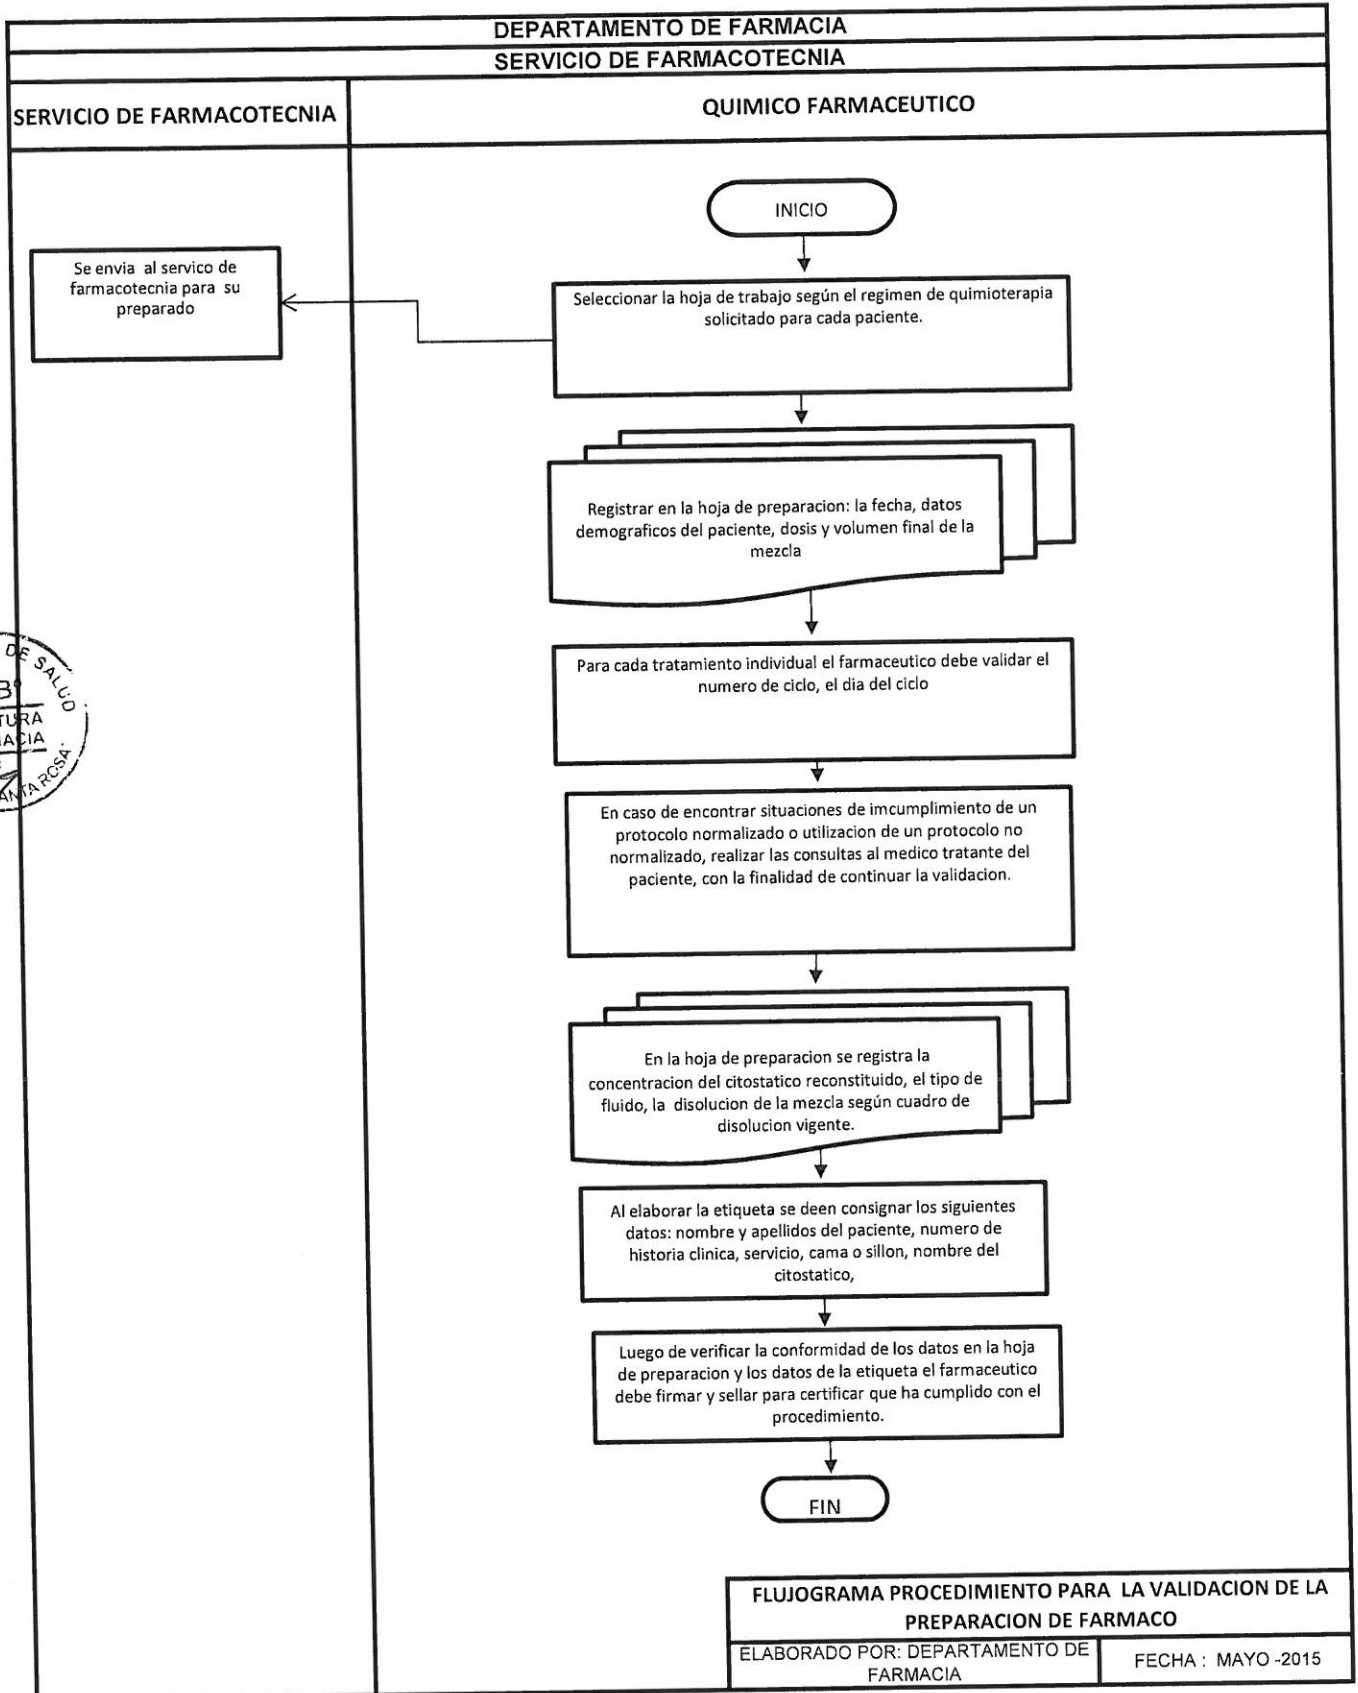 DEPARTAMENTO DE FARMACIA
SERVICIO DE FARMACOTECNIA
SERVICIO DE FARMACOTECNIA
QUIMICO FARMACEUTICO
INICIO
Se envia al servico de
farmacotecnia para su
preparado
Seleccionar la hoja de trabajo según el regimen de quimioterapia
solicitado para cada paciente.
Registrar en la hoja de preparacion: la fecha, datos
demograficos del paciente, dosis y volumen final de la
mezcla
DE SALUD
Bº
TURA
MACIA
ANTA ROSA
Para cada tratamiento individual el farmaceutico debe validar el
numero de ciclo, el dia del ciclo
En caso de encontrar situaciones de imcumplimiento de un
protocolo normalizado o utilizacion de un protocolo no
normalizado, realizar las consultas al medico tratante del
paciente, con la finalidad de continuar la validacion.
En la hoja de preparacion se registra la
concentracion del citostatico reconstituido, el tipo de
fluido, la disolucion de la mezcla según cuadro de
disolucion vigente.
Al elaborar la etiqueta se deen consignar los siguientes
datos: nombre y apellidos del paciente, numero de
historia clinica, servicio, cama o sillon, nombre del
citostatico,
Luego de verificar la conformidad de los datos en la hoja
de preparacion y los datos de la etiqueta el farmaceutico
debe firmar y sellar para certificar que ha cumplido con el
procedimiento.
FIN
FLUJOGRAMA PROCEDIMIENTO PARA LA VALIDACION DE LA
PREPARACION DE FARMACO
ELABORADO POR: DEPARTAMENTO DE
FARMACIA
FECHA : MAYO -2015